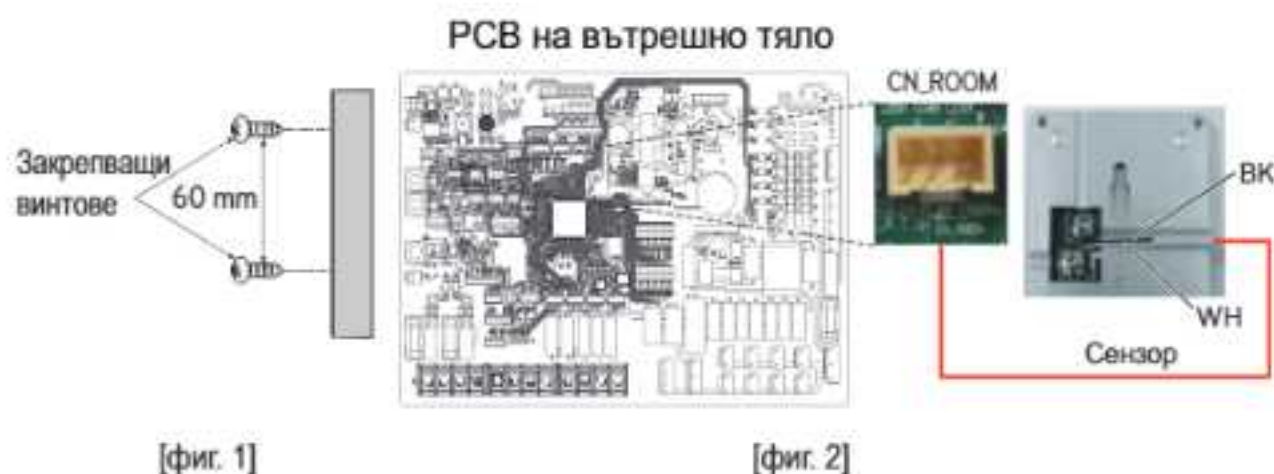 PCB на вътрешно тяло
CN_ROOM
Закрепващи
винтове
60 mm
BK
WH
Сензор
[фиг. 1]
[фиг. 2]